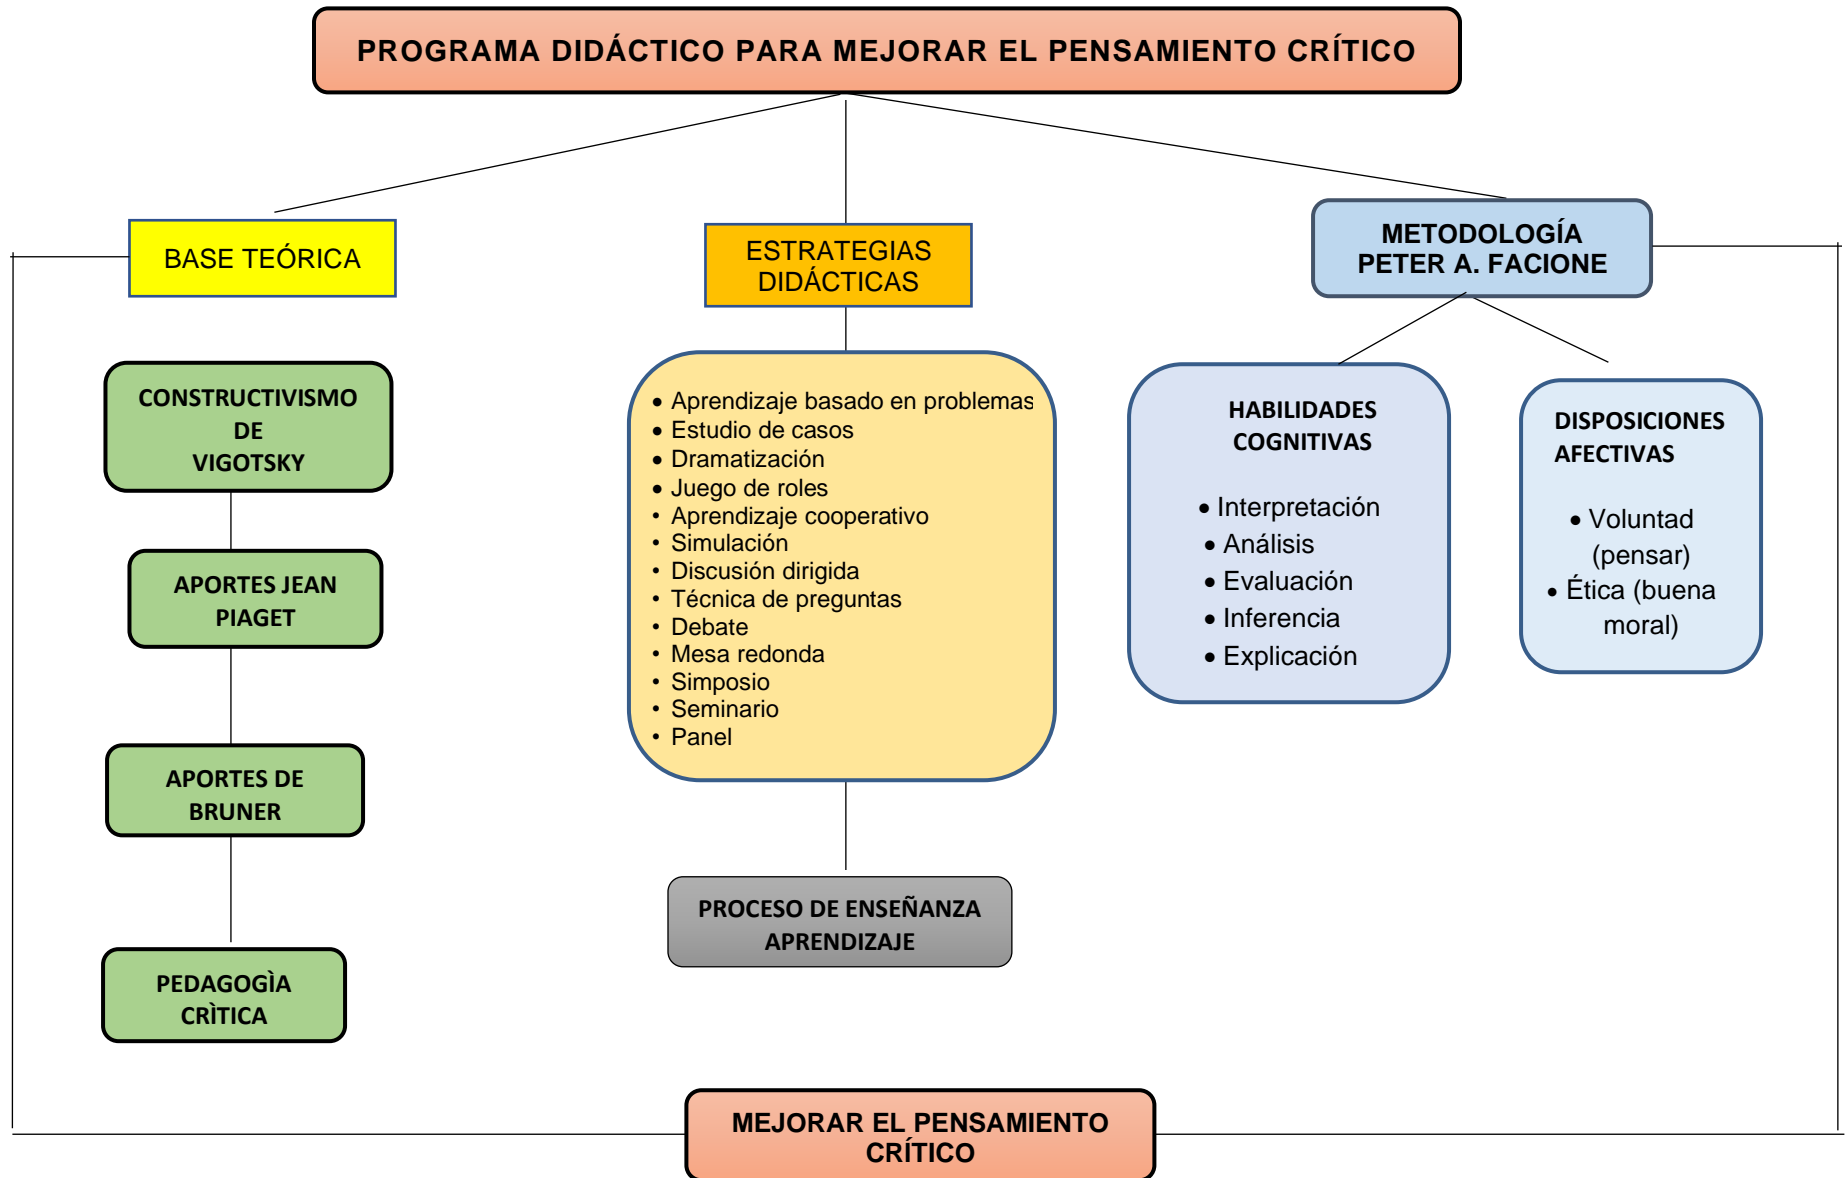 PROGRAMA DIDÁCTICO PARA MEJORAR EL PENSAMIENTO CRÍTICO
BASE TEÓRICA
CONSTRUCTIVISMO
DE
VIGOTSKY
APORTES JEAN
PIAGET
APORTES DE
BRUNER
PEDAGOGÌA
CRÌTICA
ESTRATEGIAS
DIDÁCTICAS
• Aprendizaje basado en problemas
• Estudio de casos
• Dramatización
• Juego de roles
• Aprendizaje cooperativo
• Simulación
• Discusión dirigida
• Técnica de preguntas
• Debate
• Mesa redonda
• Simposio
• Seminario
• Panel
PROCESO DE ENSEÑANZA
APRENDIZAJE
METODOLOGÍA
PETER A. FACIONE
HABILIDADES
COGNITIVAS
• Interpretación
• Análisis
• Evaluación
• Inferencia
• Explicación
DISPOSICIONES
AFECTIVAS
• Voluntad
(pensar)
• Ética (buena
moral)
MEJORAR EL PENSAMIENTO
CRÍTICO